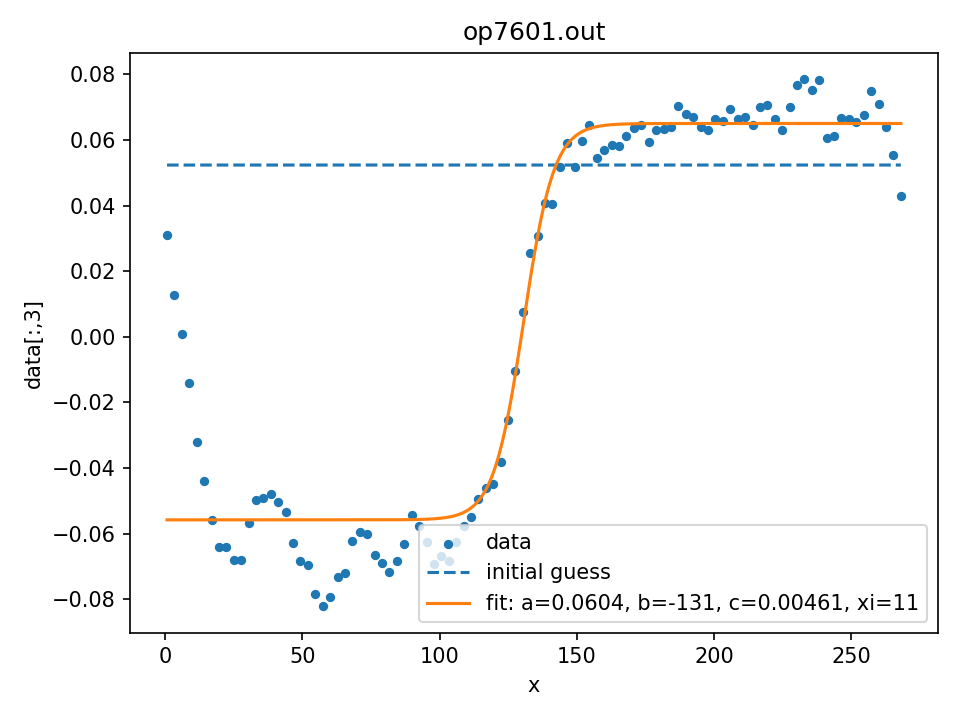 op7601.out
0.08
0.06
0.04
0.02
0.00
−0.02
−0.04
−0.06
−0.08
data[:,3]
data
initial guess
fit: a=0.0604, b=-131, c=0.00461, xi=11
0 50 100 150 200 250
x